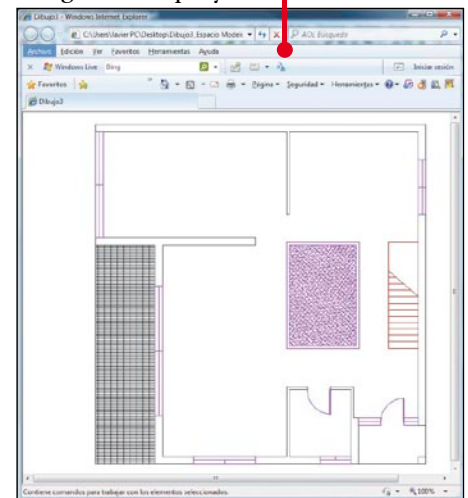 Dibujo3 - Windows Internet Explorer
C:\Users\Javier PC\Desktop\Dibujo3_Espacio Model
AOL Búsqueda
Archivo Edición Ver Favoritos Herramientas Ayuda
Windows Live Bing Iniciar sesión
Favoritos Página Seguridad Herramientas
Dibujo3
Contiene comandos para trabajar con los elementos seleccionados. 100%